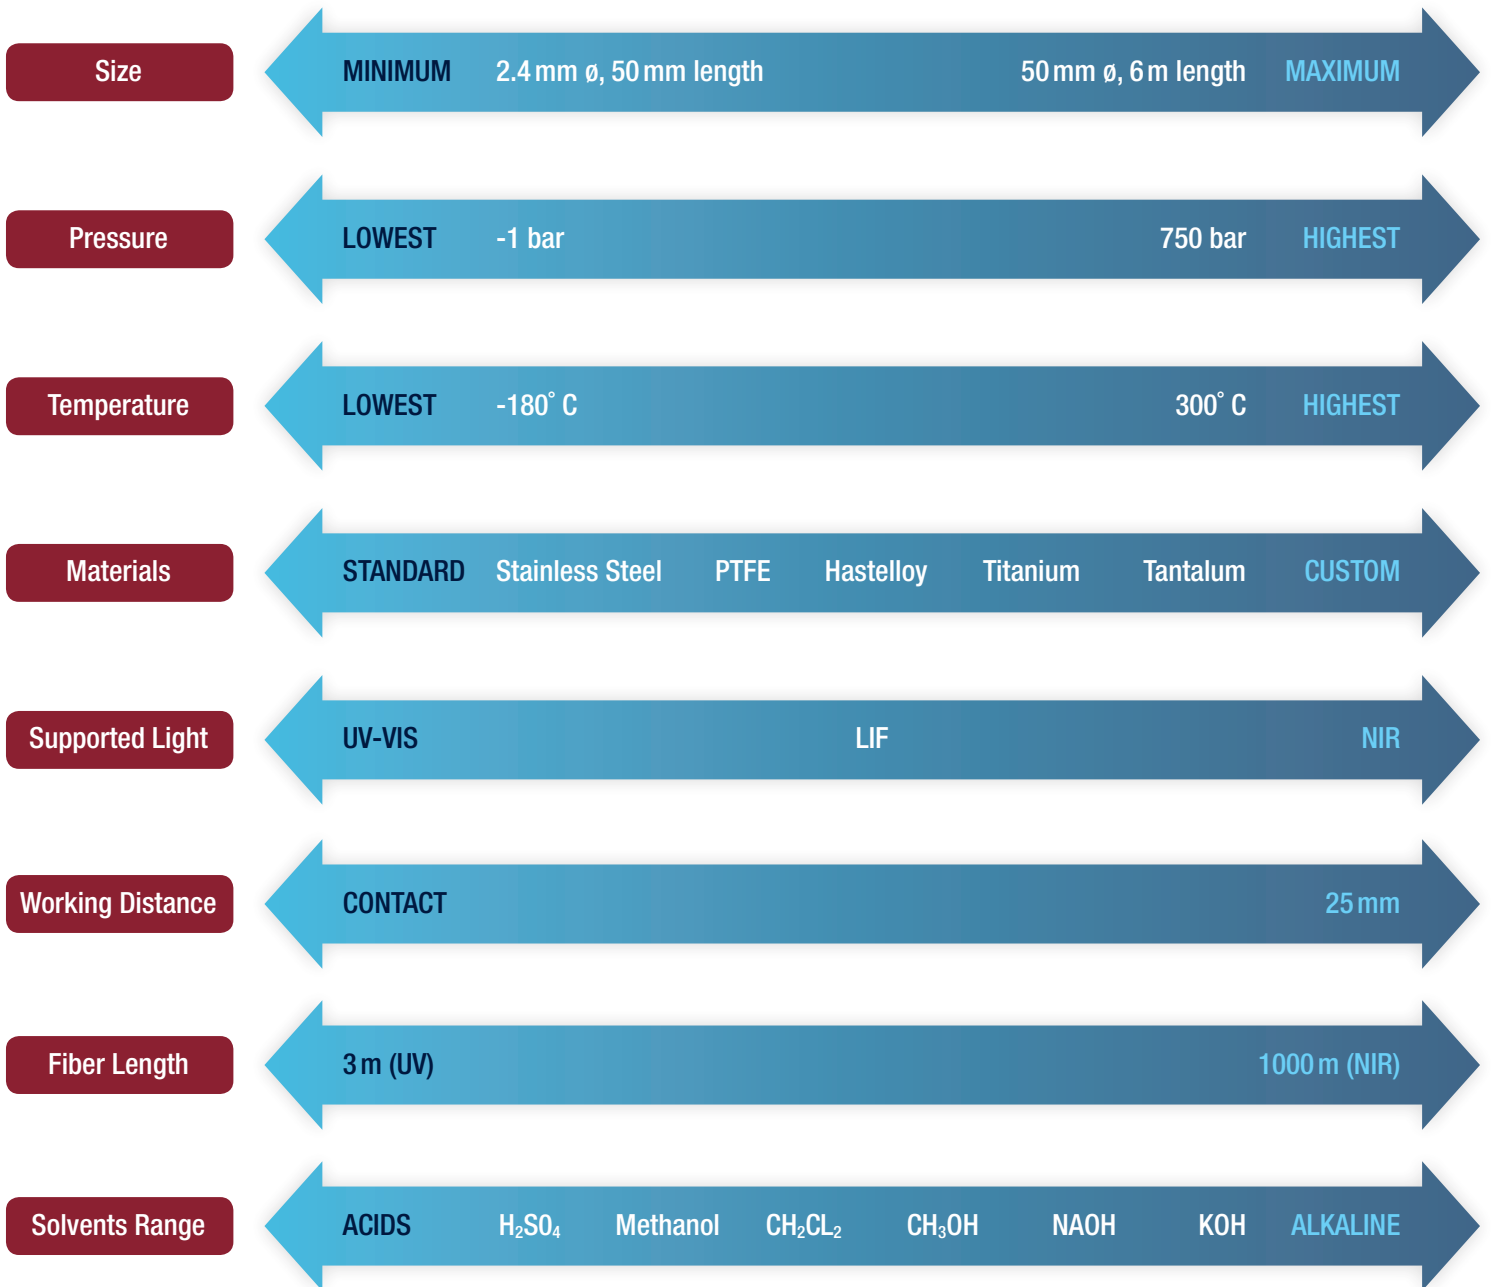 Size MINIMUM 2.4 mm ø, 50 mm length 50 mm ø, 6 m length MAXIMUM
Pressure LOWEST -1 bar 750 bar HIGHEST
Temperature LOWEST -180° C 300° C HIGHEST
Materials STANDARD Stainless Steel PTFE Hastelloy Titanium Tantalum CUSTOM
Supported Light UV-VIS LIF NIR
Working Distance CONTACT 25 mm
Fiber Length 3 m (UV) 1000 m (NIR)
Solvents Range ACIDS H₂SO₄ Methanol CH₂CL₂ CH₃OH NAOH KOH ALKALINE